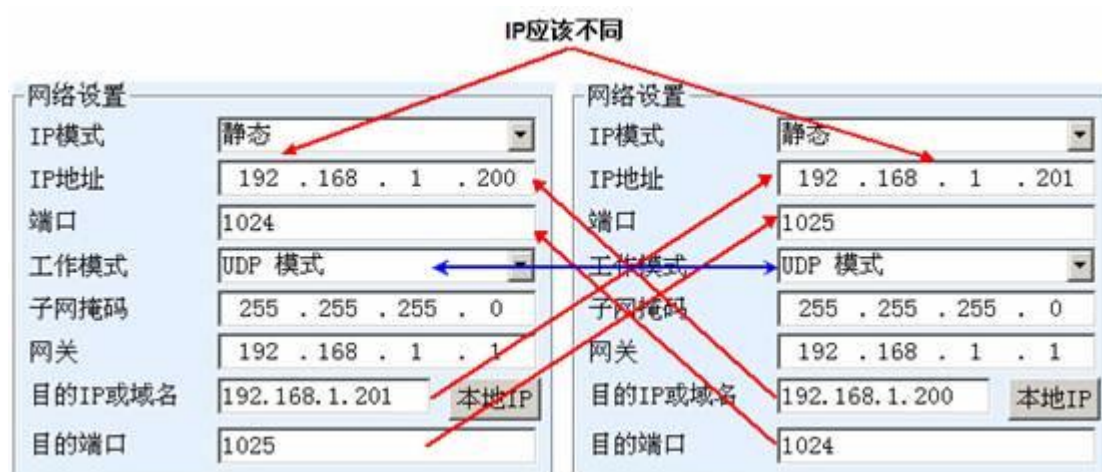 IP应该不同
网络设置
IP模式 静态
IP地址 192 . 168 . 1 . 200
端口 1024
工作模式 UDP 模式
子网掩码 255 . 255 . 255 . 0
网关 192 . 168 . 1 . 1
目的IP或域名 192.168.1.201 本地IP
目的端口 1025
网络设置
IP模式 静态
IP地址 192 . 168 . 1 . 201
端口 1025
工作模式 UDP 模式
子网掩码 255 . 255 . 255 . 0
网关 192 . 168 . 1 . 1
目的IP或域名 192.168.1.200 本地IP
目的端口 1024